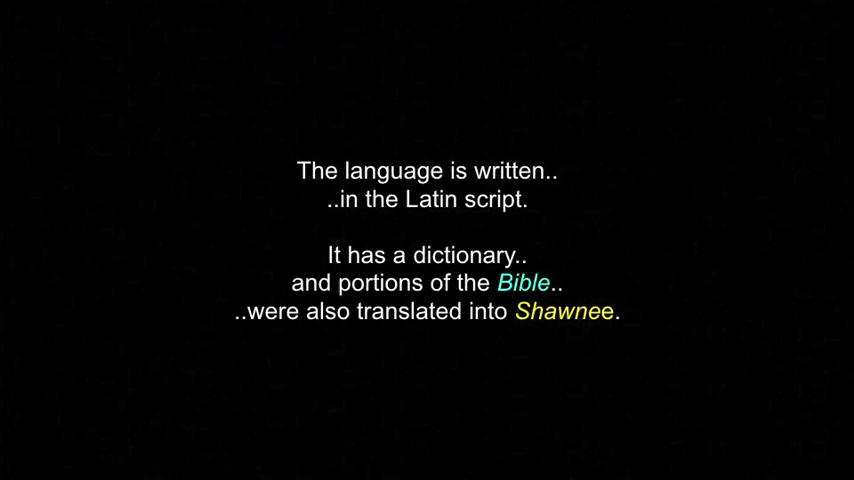 The language is written..
..in the Latin script.
It has a dictionary..
and portions of the Bible..
..were also translated into Shawnee.